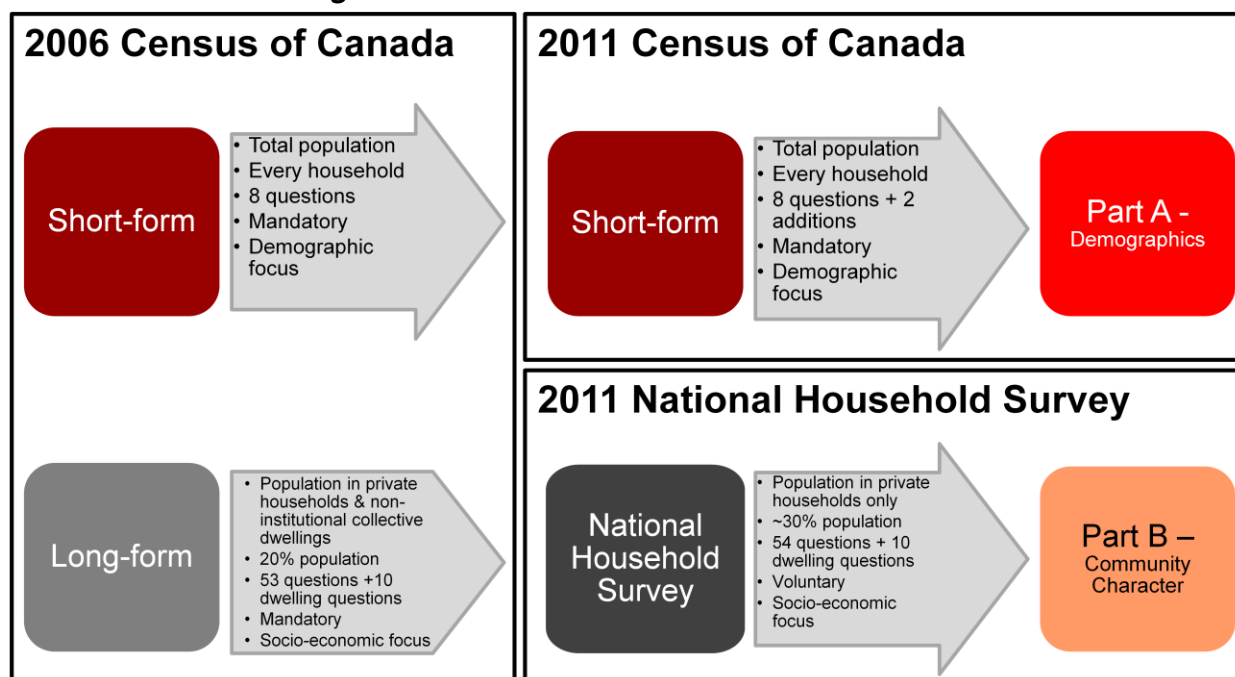 2006 Census of Canada
Short-form
• Total population
• Every household
• 8 questions
• Mandatory
• Demographic
focus
Long-form
• Population in private
households & non-
institutional collective
dwellings
• 20% population
• 53 questions +10
dwelling questions
• Mandatory
• Socio-economic focus
2011 Census of Canada
Short-form
• Total population
• Every household
• 8 questions + 2
additions
• Mandatory
• Demographic
focus
Part A -
Demographics
2011 National Household Survey
National
Household
Survey
• Population in private
households only
• ~30% population
• 54 questions + 10
dwelling questions
• Voluntary
• Socio-economic
focus
Part B –
Community
Character